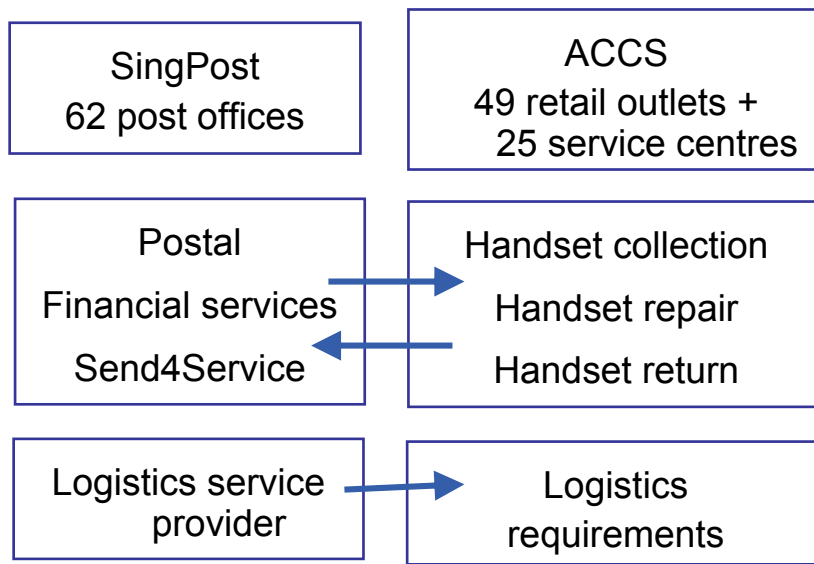 SingPost
62 post offices
ACCS
49 retail outlets +
25 service centres
Postal
Financial services
Send4Service
Handset collection
Handset repair
Handset return
Logistics service
provider
Logistics
requirements